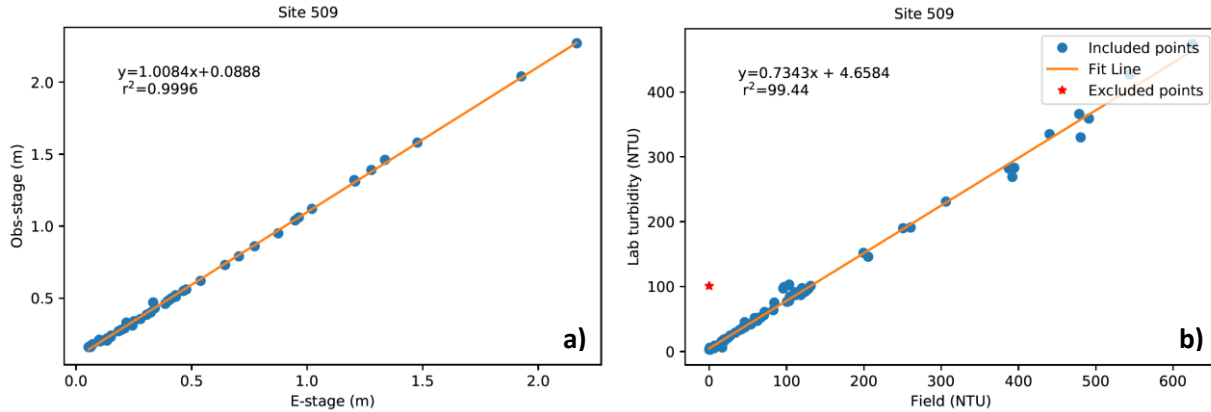 Site 509
y=1.0084x+0.0888
r²=0.9996
Obs-stage (m)
2.0
1.5
1.0
0.5
0.0
0.5
1.0
1.5
2.0
E-stage (m)
a)
Site 509
y=0.7343x + 4.6584
r²=99.44
Included points
Fit Line
Excluded points
Lab turbidity (NTU)
400
300
200
100
0
0
100
200
300
400
500
600
Field (NTU)
b)